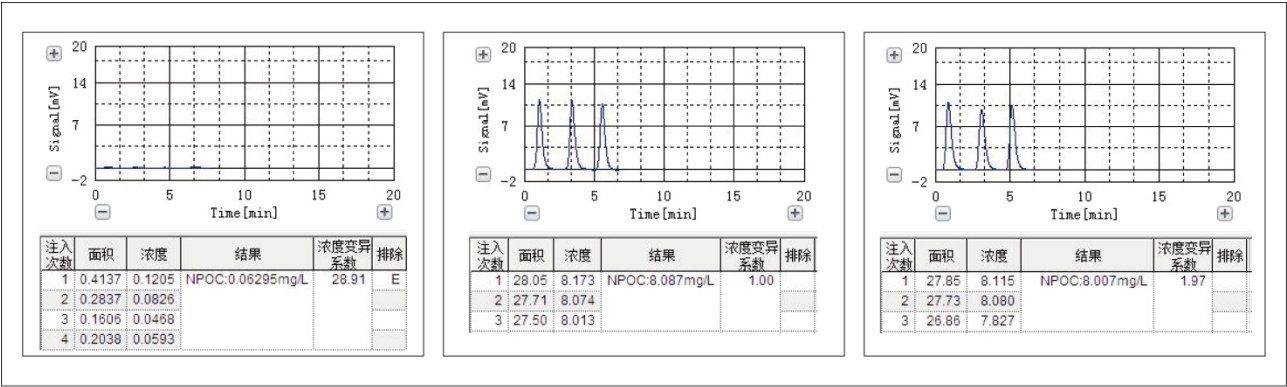 20
14
7
-2
Signal[mV]
0 5 10 15 20
Time[min]
注入次数 面积 浓度 结果 浓度变异系数 排除
1 0.4137 0.1205 NPOC:0.06295mg/L 28.91 E
2 0.2837 0.0826
3 0.1606 0.0468
4 0.2038 0.0593
20
14
7
-2
Signal[mV]
0 5 10 15 20
Time[min]
注入次数 面积 浓度 结果 浓度变异系数 排除
1 28.05 8.173 NPOC:8.087mg/L 1.00
2 27.71 8.074
3 27.50 8.013
20
14
7
-2
Signal[mV]
0 5 10 15 20
Time[min]
注入次数 面积 浓度 结果 浓度变异系数 排除
1 27.85 8.115 NPOC:8.007mg/L 1.97
2 27.73 8.080
3 26.86 7.827